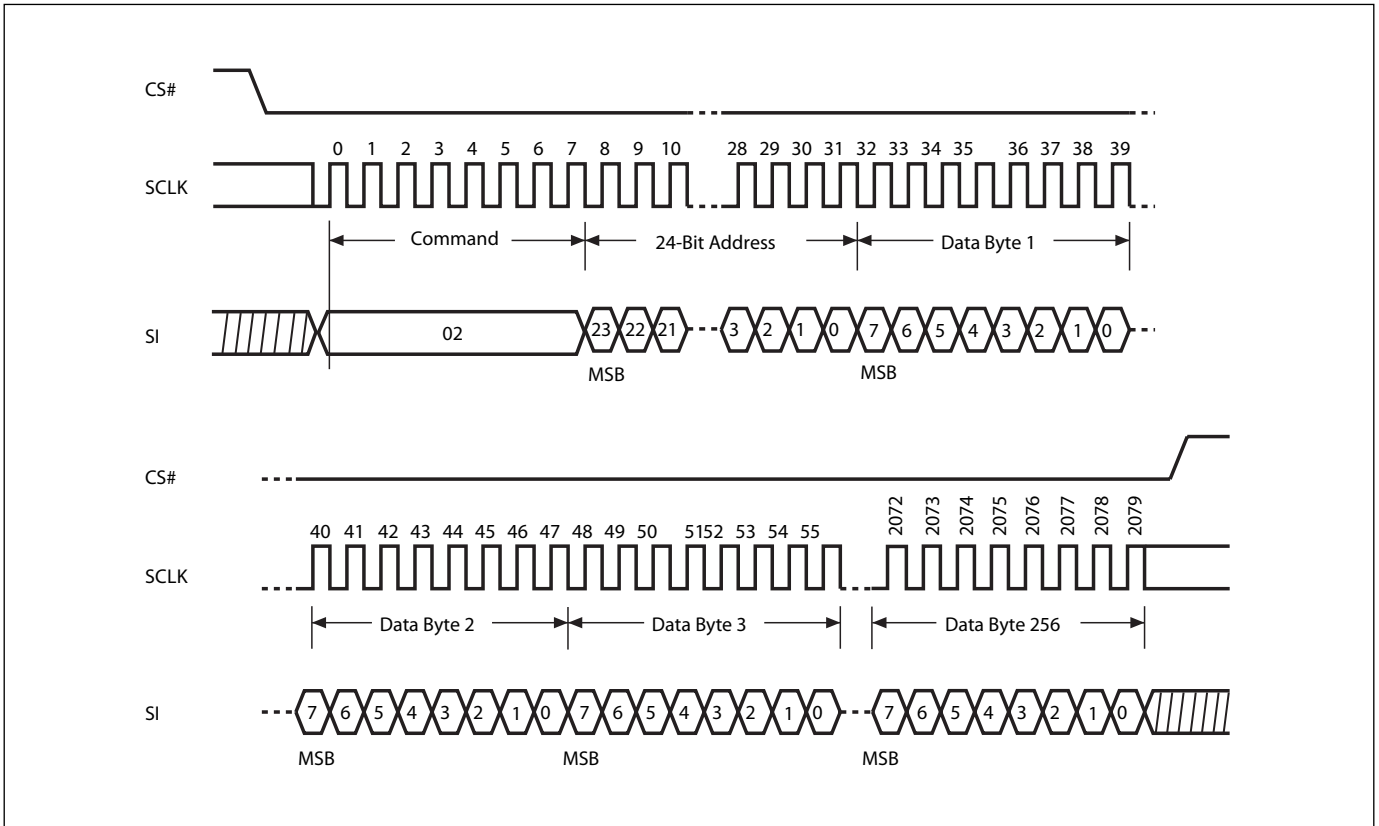 CS#
0 1 2 3 4 5 6 7 8 9 10 28 29 30 31 32 33 34 35 36 37 38 39
SCLK
Command 24-Bit Address Data Byte 1
SI 02 23 22 21 3 2 1 0 7 6 5 4 3 2 1 0
MSB MSB
CS#
2072 2073 2074 2075 2076 2077 2078 2079
40 41 42 43 44 45 46 47 48 49 50 51 52 53 54 55
SCLK
Data Byte 2 Data Byte 3 Data Byte 256
SI 7 6 5 4 3 2 1 0 7 6 5 4 3 2 1 0 7 6 5 4 3 2 1 0
MSB MSB MSB